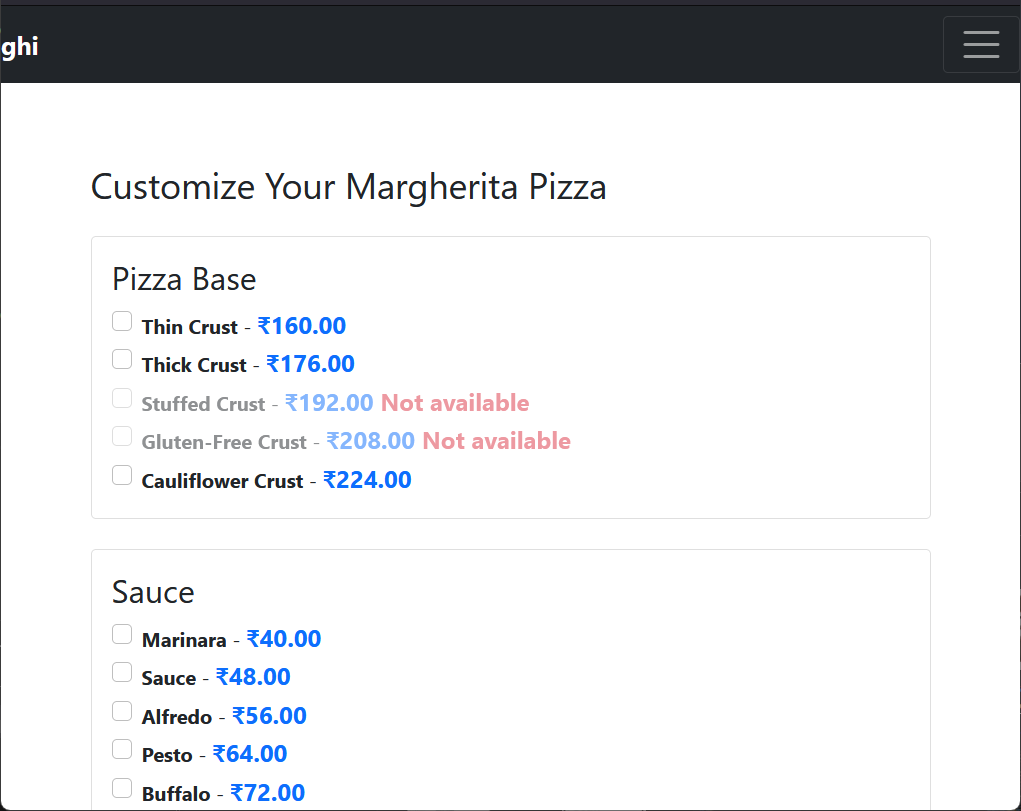 ghi
Customize Your Margherita Pizza
Pizza Base
Thin Crust - ₹160.00
Thick Crust - ₹176.00
Stuffed Crust - ₹192.00 Not available
Gluten-Free Crust - ₹208.00 Not available
Cauliflower Crust - ₹224.00
Sauce
Marinara - ₹40.00
Sauce - ₹48.00
Alfredo - ₹56.00
Pesto - ₹64.00
Buffalo - ₹72.00